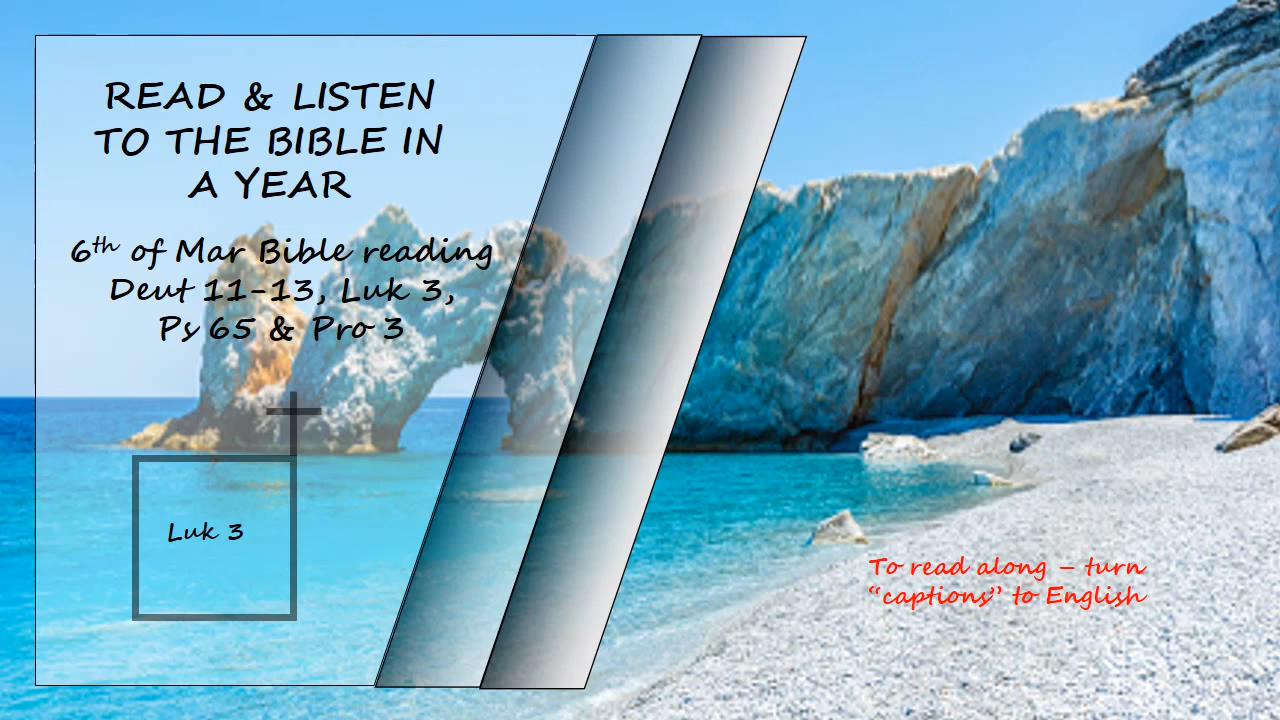 READ & LISTEN
TO THE BIBLE IN
A YEAR
6th of Mar Bible reading
Deut 11-13, Luk 3,
Ps 65 & Pro 3
Luk 3
To read along – turn
“captions” to English